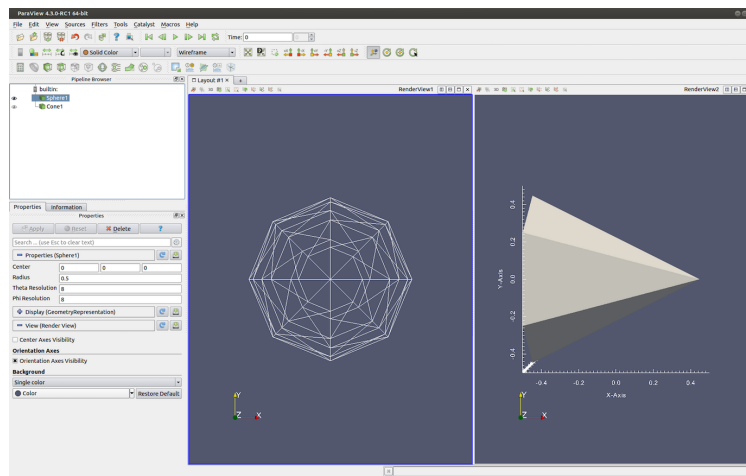 ParaView 4.3.0-RC1 64-bit
File Edit View Sources Filters Tools Catalyst Macros Help
Time: 0
Solid Color Wireframe
Pipeline Browser
builtin:
Sphere1
Cone1
Layout #1
RenderView1
RenderView2
Properties Information
Properties
Apply Reset Delete ?
Search ... (use Esc to clear text)
Properties (Sphere1)
Center 0 0 0
Radius 0.5
Theta Resolution 8
Phi Resolution 8
Display (GeometryRepresentation)
View (Render View)
Center Axes Visibility
Orientation Axes
Orientation Axes Visibility
Background
Single color
Color Restore Default
Y
Z X
0.4
0.2
0.0
-0.2
-0.4
Y-Axis
-0.4 -0.2 0.0 0.2 0.4
X-Axis
Y
Z X